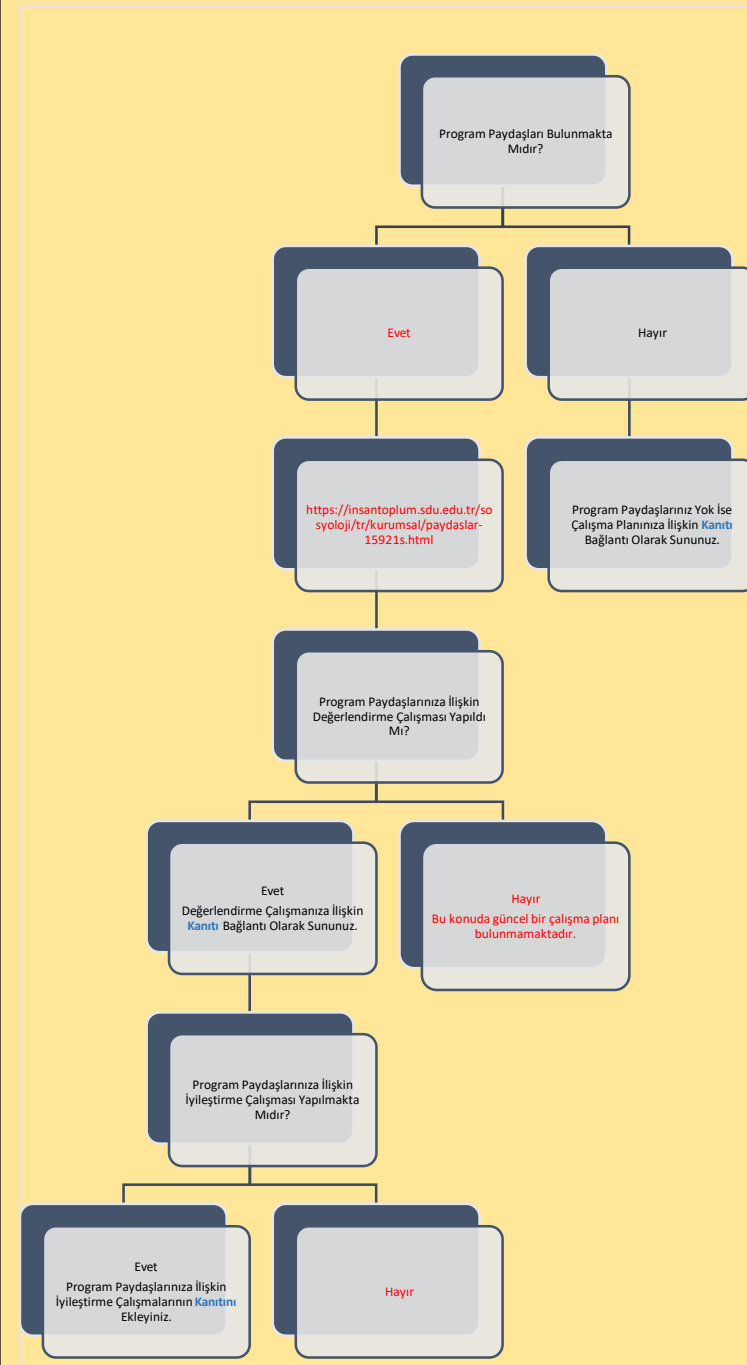 Program Paydaşları Bulunmakta
Mıdır?
Evet
Hayır
https://insantoplum.sdu.edu.tr/so
syoloji/tr/kurumsal/paydaslar-
15921s.html
Program Paydaşlarınız Yok İse
Çalışma Planınıza İlişkin Kanıtı
Bağlantı Olarak Sununuz.
Program Paydaşlarınıza İlişkin
Değerlendirme Çalışması Yapıldı
Mı?
Evet
Değerlendirme Çalışmanıza İlişkin
Kanıtı Bağlantı Olarak Sununuz.
Hayır
Bu konuda güncel bir çalışma planı
bulunmamaktadır.
Program Paydaşlarınıza İlişkin
İyileştirme Çalışması Yapılmakta
Mıdır?
Evet
Program Paydaşlarınıza İlişkin
İyileştirme Çalışmalarının Kanıtını
Ekleyiniz.
Hayır